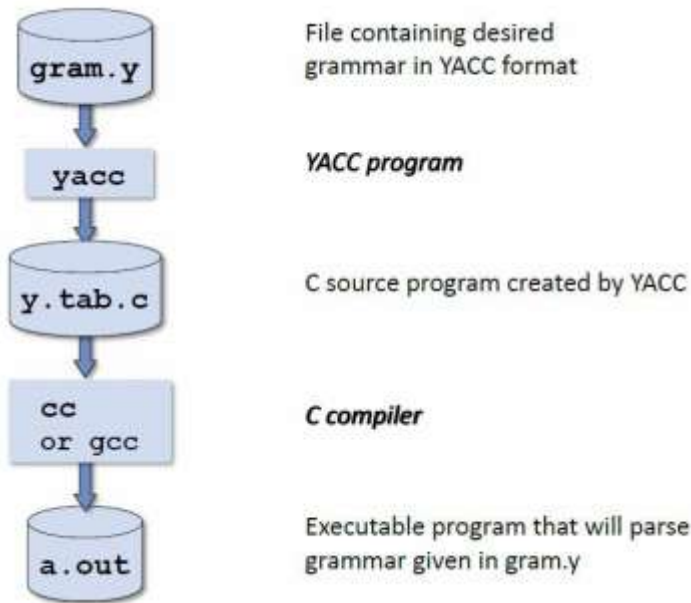 gram.y
File containing desired
grammar in YACC format
yacc
YACC program
y.tab.c
C source program created by YACC
cc
or gcc
C compiler
a.out
Executable program that will parse
grammar given in gram.y